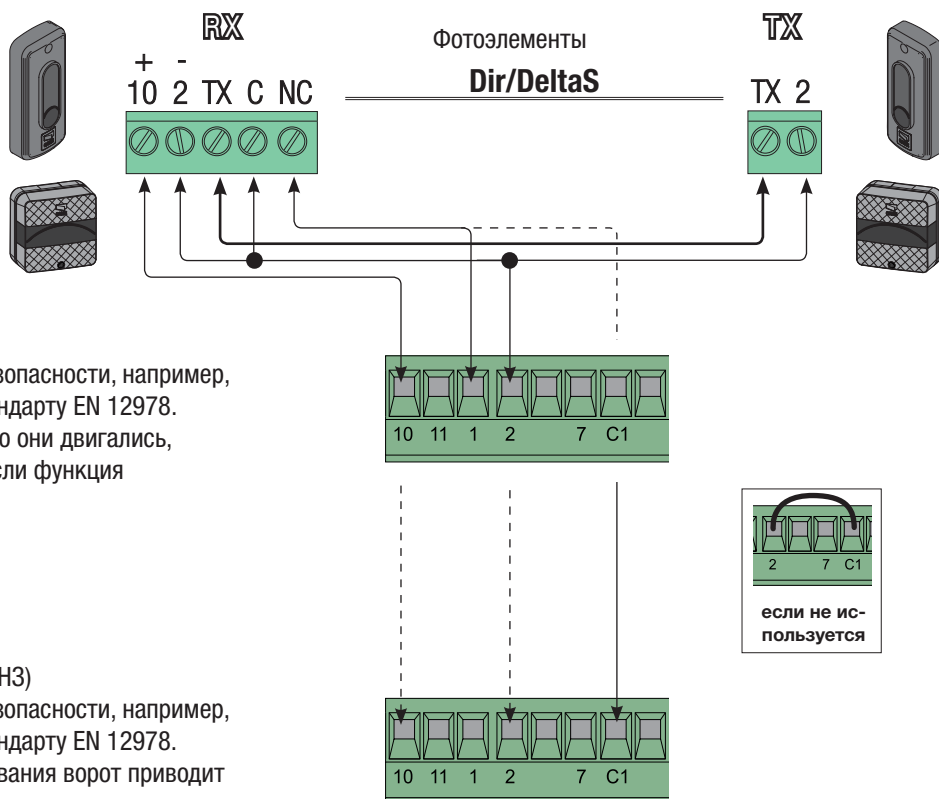 RX
Фотоэлементы
TX
+ -
Dir/DeltaS
10 2 TX C NC
TX 2
зопасности, например,
ндарту EN 12978.
о они двигались,
сли функция
10 11 1 2 7 C1
2 7 C1
если не ис-
пользуется
НЗ)
зопасности, например,
ндарту EN 12978.
вания ворот приводит
10 11 1 2 7 C1